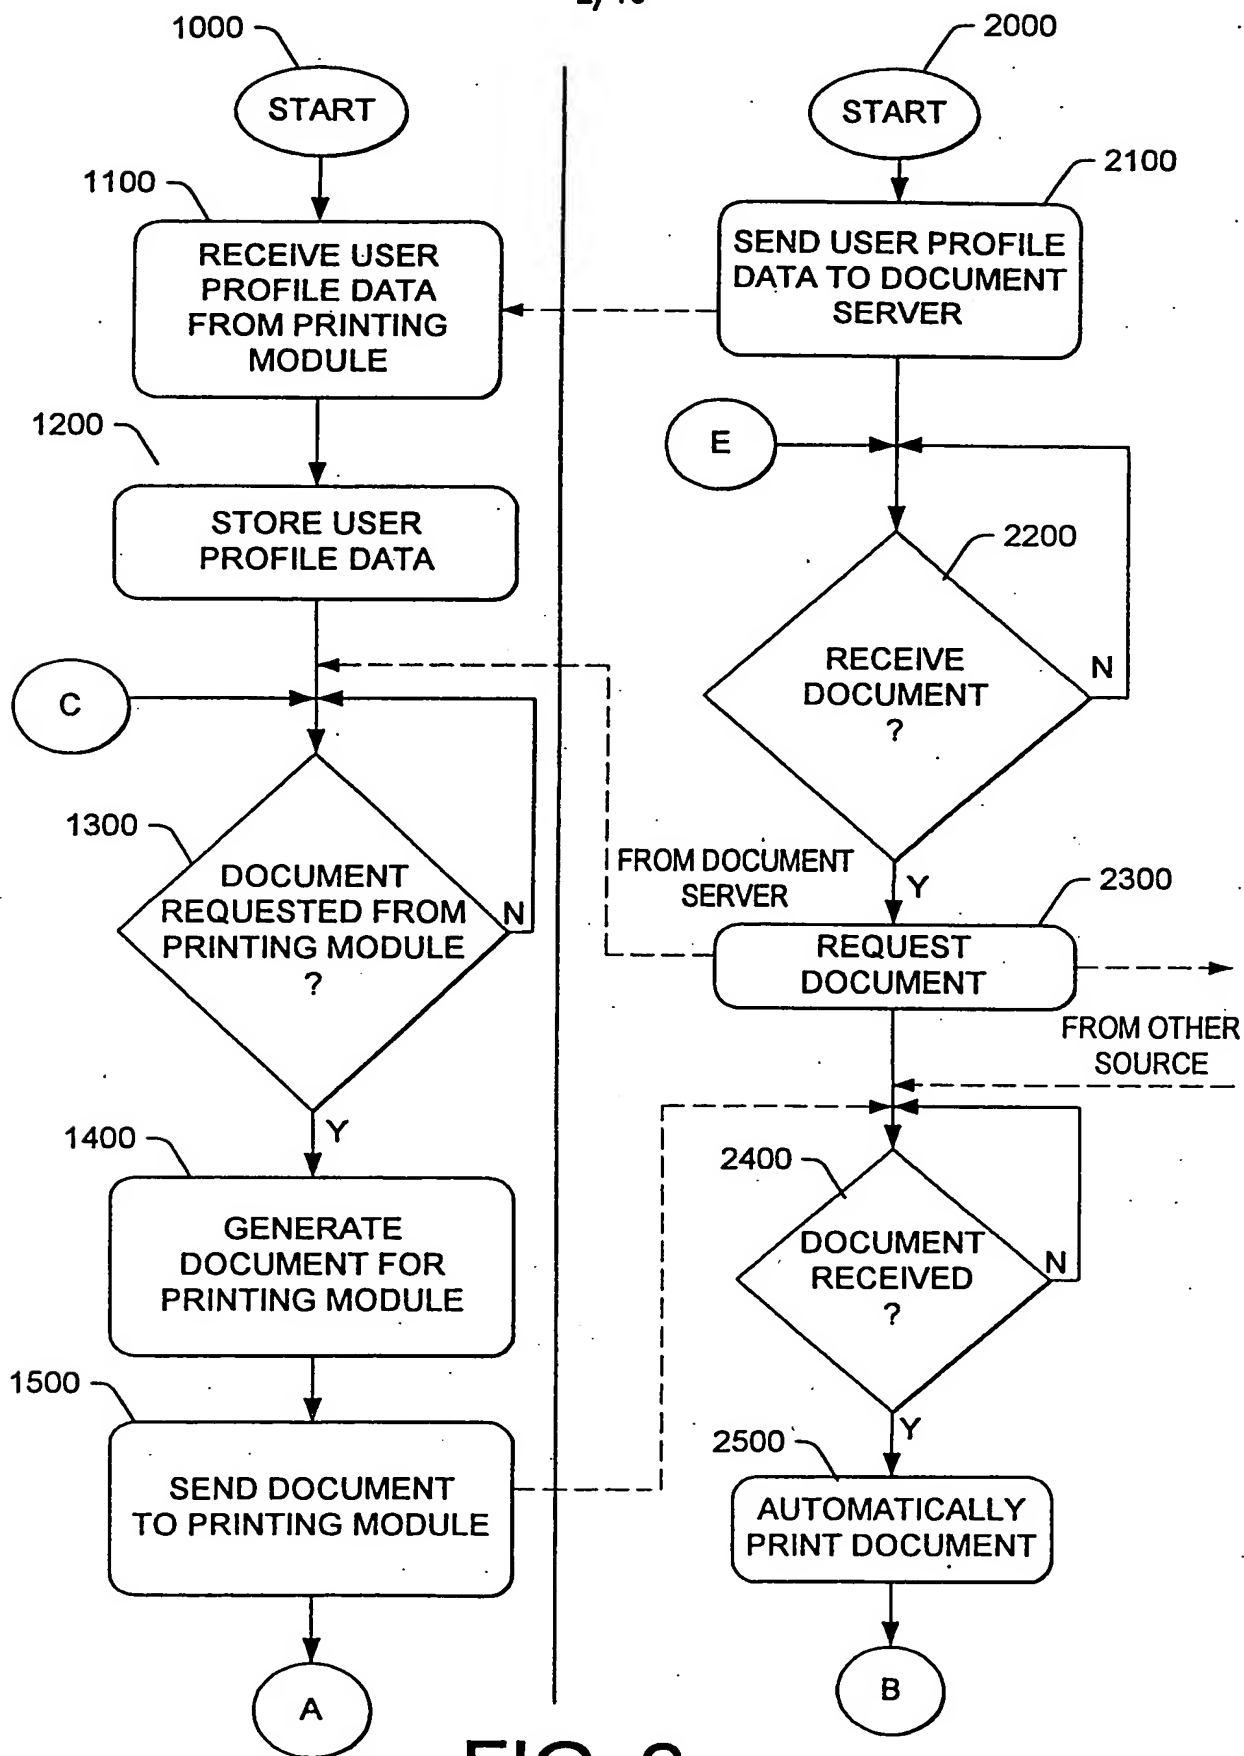 1000
START
1100
RECEIVE USER
PROFILE DATA
FROM PRINTING
MODULE
1200
STORE USER
PROFILE DATA
C
1300
DOCUMENT
REQUESTED FROM
PRINTING MODULE
?
N
Y
1400
GENERATE
DOCUMENT FOR
PRINTING MODULE
1500
SEND DOCUMENT
TO PRINTING MODULE
A
2000
START
2100
SEND USER PROFILE
DATA TO DOCUMENT
SERVER
E
2200
RECEIVE
DOCUMENT
?
N
Y
FROM DOCUMENT
SERVER
2300
REQUEST
DOCUMENT
FROM OTHER
SOURCE
2400
DOCUMENT
RECEIVED
?
N
Y
2500
AUTOMATICALLY
PRINT DOCUMENT
B